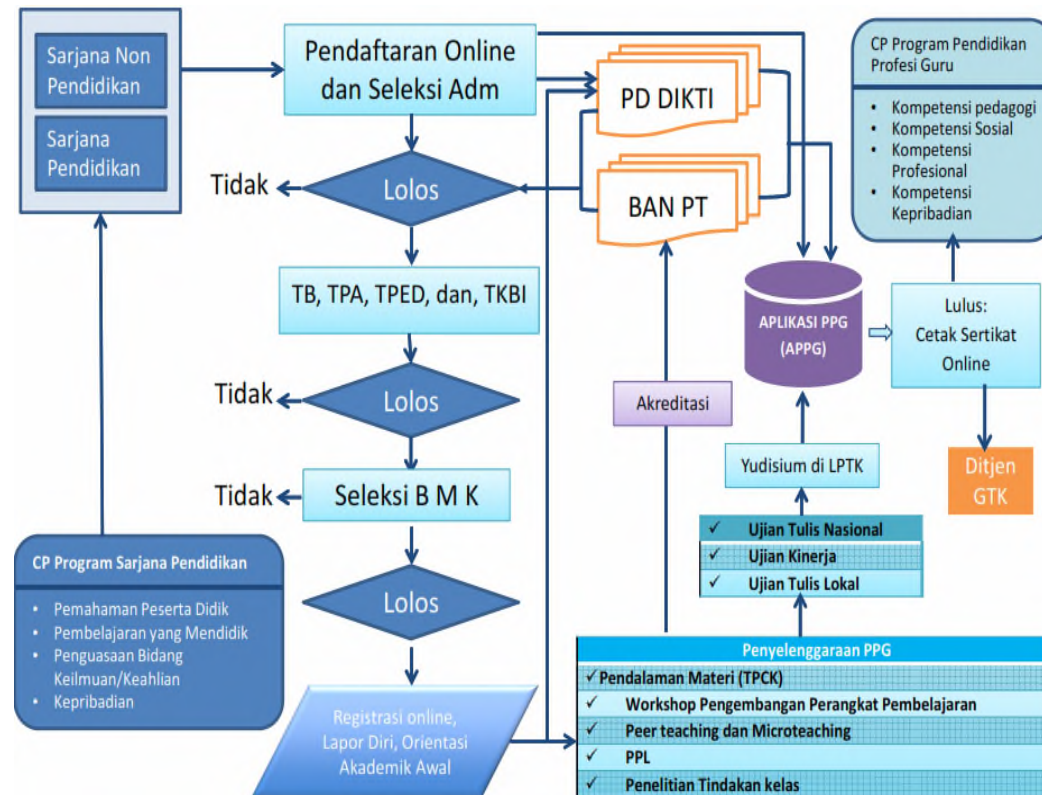 Sarjana Non
Pendidikan
Sarjana
Pendidikan
Pendaftaran Online
dan Seleksi Adm
PD DIKTI
BAN PT
CP Program Pendidikan
Profesi Guru
• Kompetensi pedagogi
• Kompetensi Sosial
• Kompetensi
Profesional
• Kompetensi
Kepribadian
Tidak
Lolos
TB, TPA, TPED, dan, TKBI
APLIKASI PPG
(APPG)
Lulus:
Cetak Sertikat
Online
Tidak
Lolos
Akreditasi
Yudisium di LPTK
Ditjen
GTK
Tidak
Seleksi B M K
✓ Ujian Tulis Nasional
✓ Ujian Kinerja
✓ Ujian Tulis Lokal
CP Program Sarjana Pendidikan
• Pemahaman Peserta Didik
• Pembelajaran yang Mendidik
• Penguasaan Bidang
Keilmuan/Keahlian
• Kepribadian
Lolos
Registrasi online,
Lapor Diri, Orientasi
Akademik Awal
Penyelenggaraan PPG
✓ Pendalaman Materi (TPCK)
✓ Workshop Pengembangan Perangkat Pembelajaran
✓ Peer teaching dan Microteaching
✓ PPL
✓ Penelitian Tindakan kelas